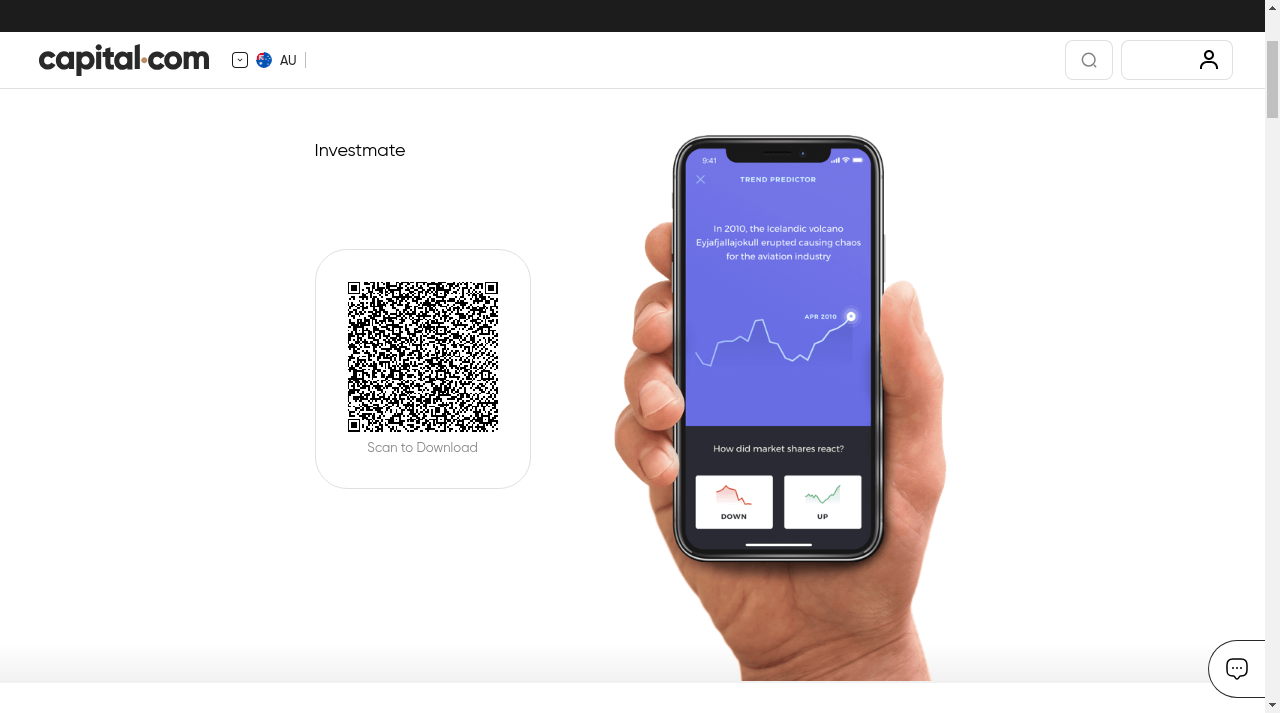 capital.com
AU
Investmate
Scan to Download
9:41
TREND PREDICTOR
In 2010, the Icelandic volcano
Eyjafjallajokull erupted causing chaos
for the aviation industry
APR 2010
How did market shares react?
DOWN
UP